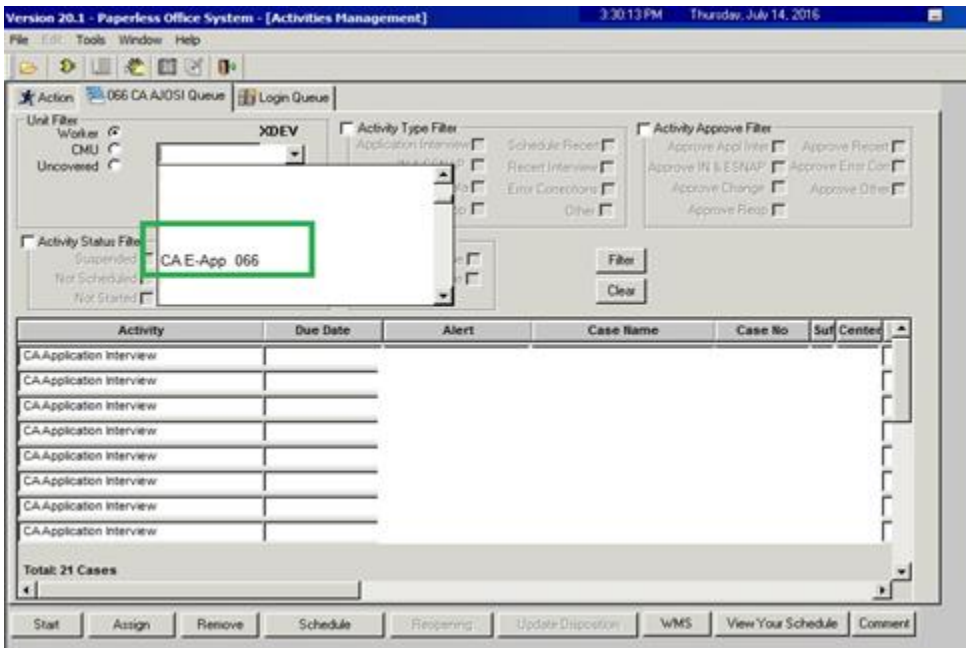 Version 20.1 - Paperless Office System - [Activities Management] 3:30:13 PM Thursday, July 14, 2016
File Edit Tools Window Help
Action 066 CA AJOSI Queue Login Queue
Unit Filter
Worker
CMU
Uncovered
XDEV
Activity Type Filter
Application Interview Schedule Recert
IN & ESNAP Recert Interview
Error Corrections
Other
Activity Approve Filter
Approve Appl Inter Approve Recert
Approve IN & ESNAP Approve Error Corr
Approve Change Approve Other
Approve Reop
Activity Status Filter
Suspended
Not Scheduled
Not Started
CA E-App 066
Filter
Clear
Activity Due Date Alert Case Name Case No Suf Center
CA Application Interview
CA Application Interview
CA Application Interview
CA Application Interview
CA Application Interview
CA Application Interview
CA Application Interview
CA Application Interview
Total: 21 Cases
Start Assign Remove Schedule Reopening Update Disposition WMS View Your Schedule Comment